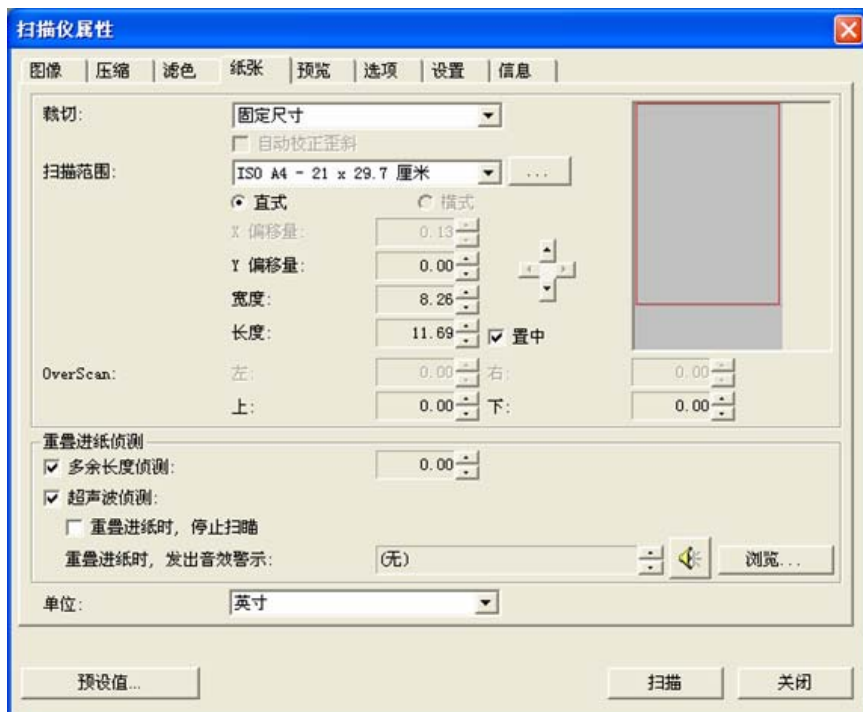 扫描仪属性
图像 压缩 滤色 纸张 预览 选项 设置 信息
裁切: 固定尺寸
自动校正歪斜
扫描范围: ISO A4 - 21 x 29.7 厘米 ...
直式 横式
X 偏移量: 0.13
Y 偏移量: 0.00
宽度: 8.26
长度: 11.69 置中
OverScan: 左: 0.00 右: 0.00
上: 0.00 下: 0.00
重叠进纸侦测
多余长度侦测: 0.00
超声波侦测:
重叠进纸时, 停止扫瞄
重叠进纸时, 发出音效警示: (无) 浏览...
单位: 英寸
预设值... 扫描 关闭